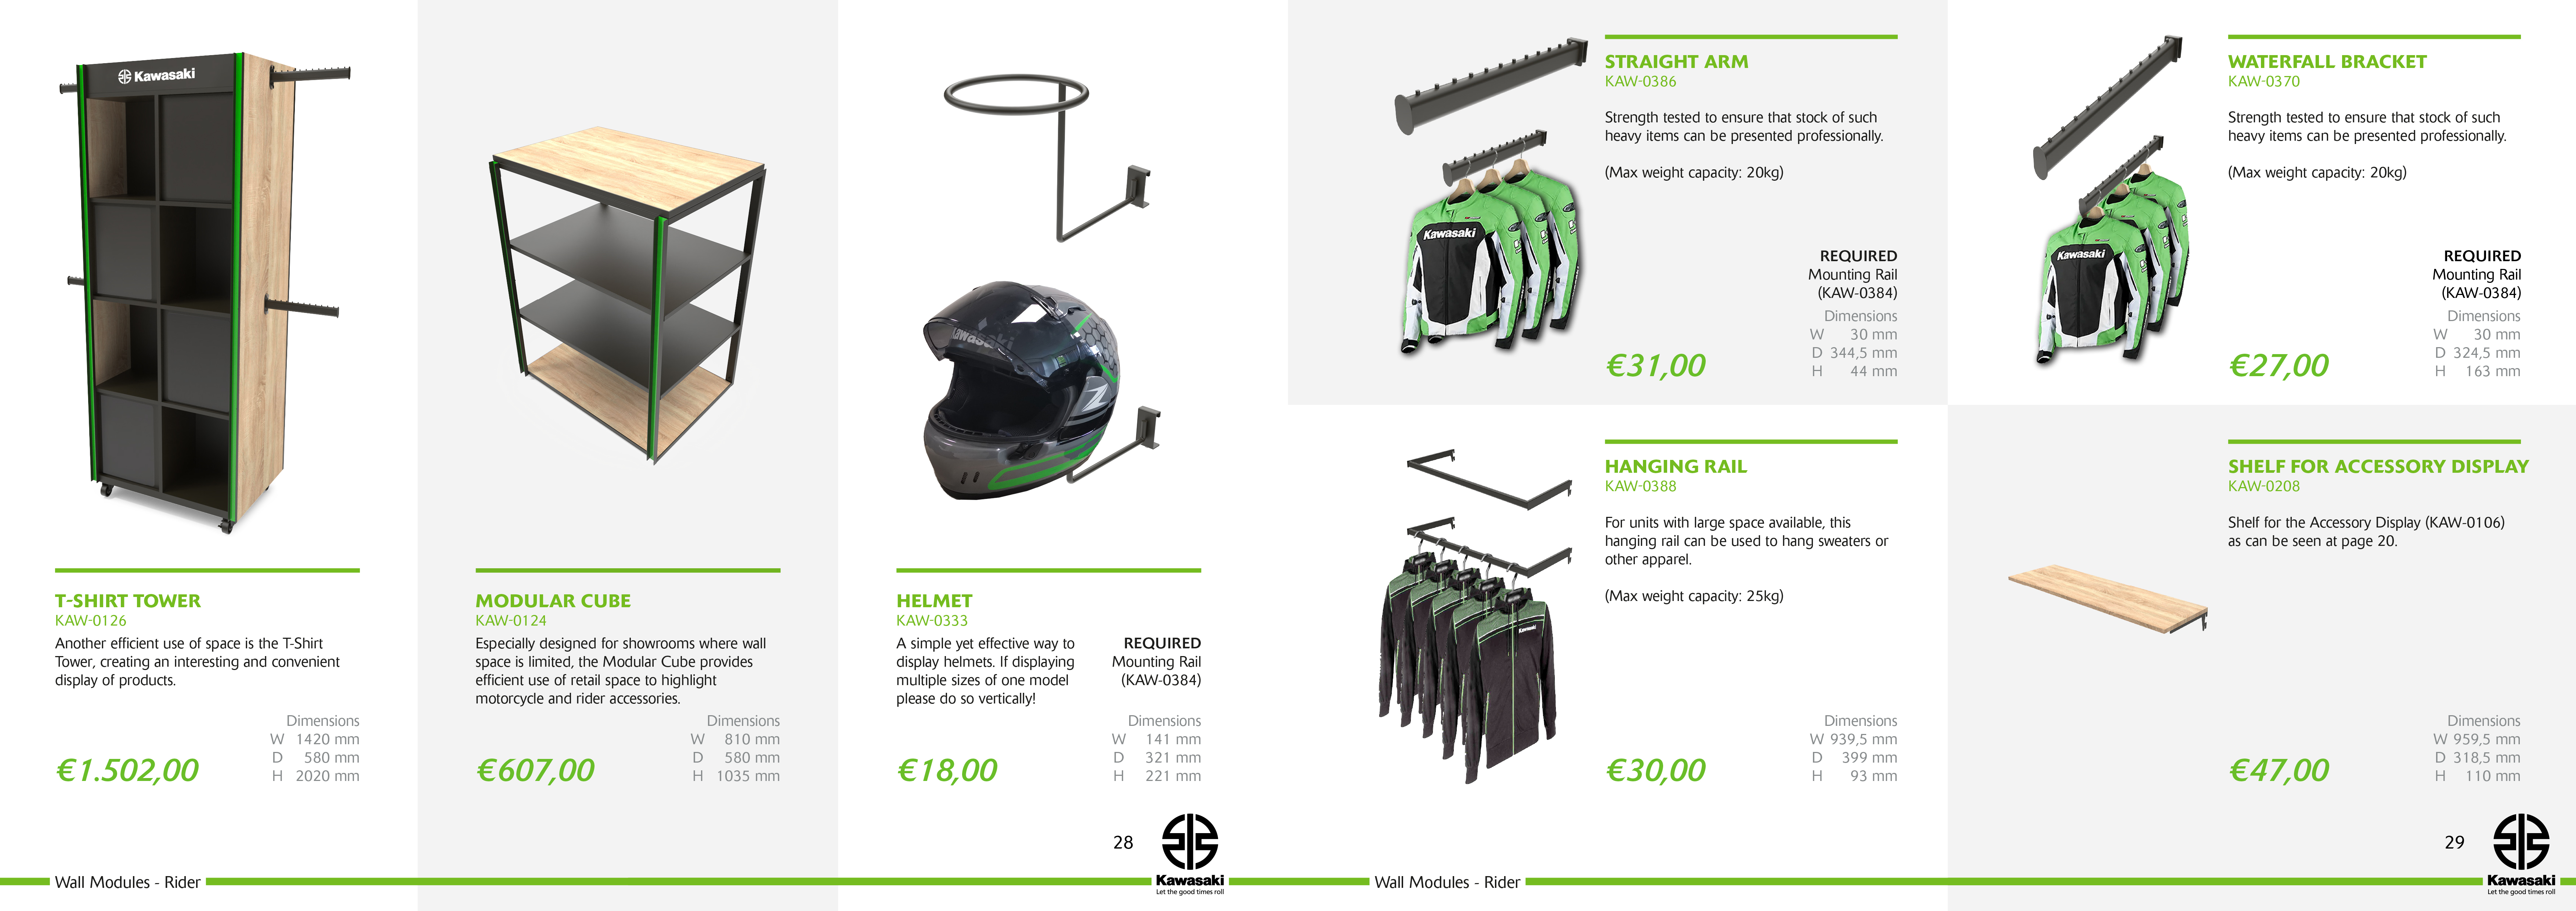 Kawasaki
T-SHIRT TOWER
KAW-0126
Another efficient use of space is the T-Shirt
Tower, creating an interesting and convenient
display of products.
Dimensions
W 1420 mm
D 580 mm
H 2020 mm
€1.502,00
MODULAR CUBE
KAW-0124
Especially designed for showrooms where wall
space is limited, the Modular Cube provides
efficient use of retail space to highlight
motorcycle and rider accessories.
Dimensions
W 810 mm
D 580 mm
H 1035 mm
€607,00
Kawasaki
Z
HELMET
KAW-0333
A simple yet effective way to
display helmets. If displaying
multiple sizes of one model
please do so vertically!
REQUIRED
Mounting Rail
(KAW-0384)
Dimensions
W 141 mm
D 321 mm
H 221 mm
€18,00
28
Kawasaki
Let the good times roll
Wall Modules - Rider
Kawasaki
STRAIGHT ARM
KAW-0386
Strength tested to ensure that stock of such
heavy items can be presented professionally.
(Max weight capacity: 20kg)
REQUIRED
Mounting Rail
(KAW-0384)
Dimensions
W 30 mm
D 344,5 mm
H 44 mm
€31,00
Kawasaki
WATERFALL BRACKET
KAW-0370
Strength tested to ensure that stock of such
heavy items can be presented professionally.
(Max weight capacity: 20kg)
REQUIRED
Mounting Rail
(KAW-0384)
Dimensions
W 30 mm
D 324,5 mm
H 163 mm
€27,00
Kawasaki
HANGING RAIL
KAW-0388
For units with large space available, this
hanging rail can be used to hang sweaters or
other apparel.
(Max weight capacity: 25kg)
Dimensions
W 939,5 mm
D 399 mm
H 93 mm
€30,00
SHELF FOR ACCESSORY DISPLAY
KAW-0208
Shelf for the Accessory Display (KAW-0106)
as can be seen at page 20.
Dimensions
W 959,5 mm
D 318,5 mm
H 110 mm
€47,00
29
Kawasaki
Let the good times roll
Wall Modules - Rider